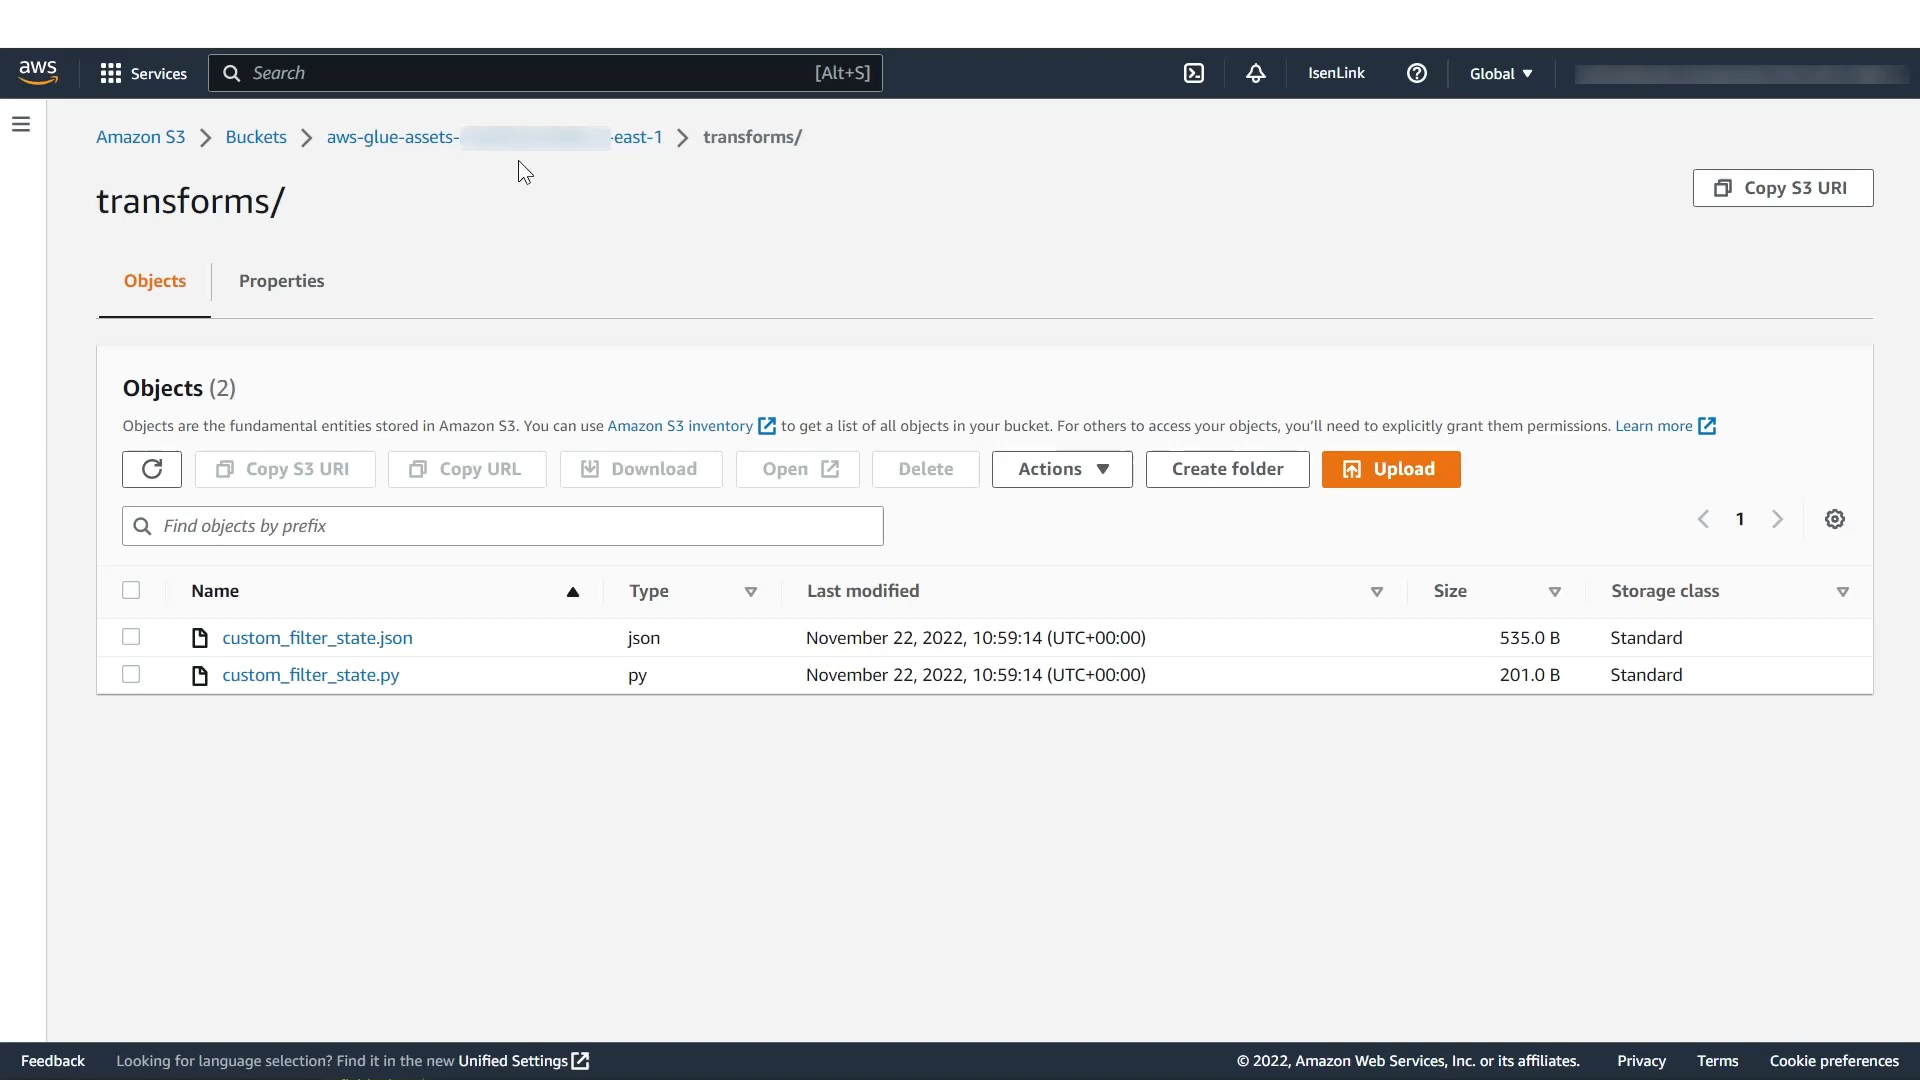 aws Services Search [Alt+S] IsenLink Global
Amazon S3 Buckets aws-glue-assets- -east-1 transforms/
transforms/
Copy S3 URI
Objects Properties
Objects (2)
Objects are the fundamental entities stored in Amazon S3. You can use Amazon S3 inventory to get a list of all objects in your bucket. For others to access your objects, you'll need to explicitly grant them permissions. Learn more
Copy S3 URI Copy URL Download Open Delete Actions Create folder Upload
Find objects by prefix
1
Name Type Last modified Size Storage class
custom_filter_state.json json November 22, 2022, 10:59:14 (UTC+00:00) 535.0 B Standard
custom_filter_state.py py November 22, 2022, 10:59:14 (UTC+00:00) 201.0 B Standard
Feedback Looking for language selection? Find it in the new Unified Settings © 2022, Amazon Web Services, Inc. or its affiliates. Privacy Terms Cookie preferences